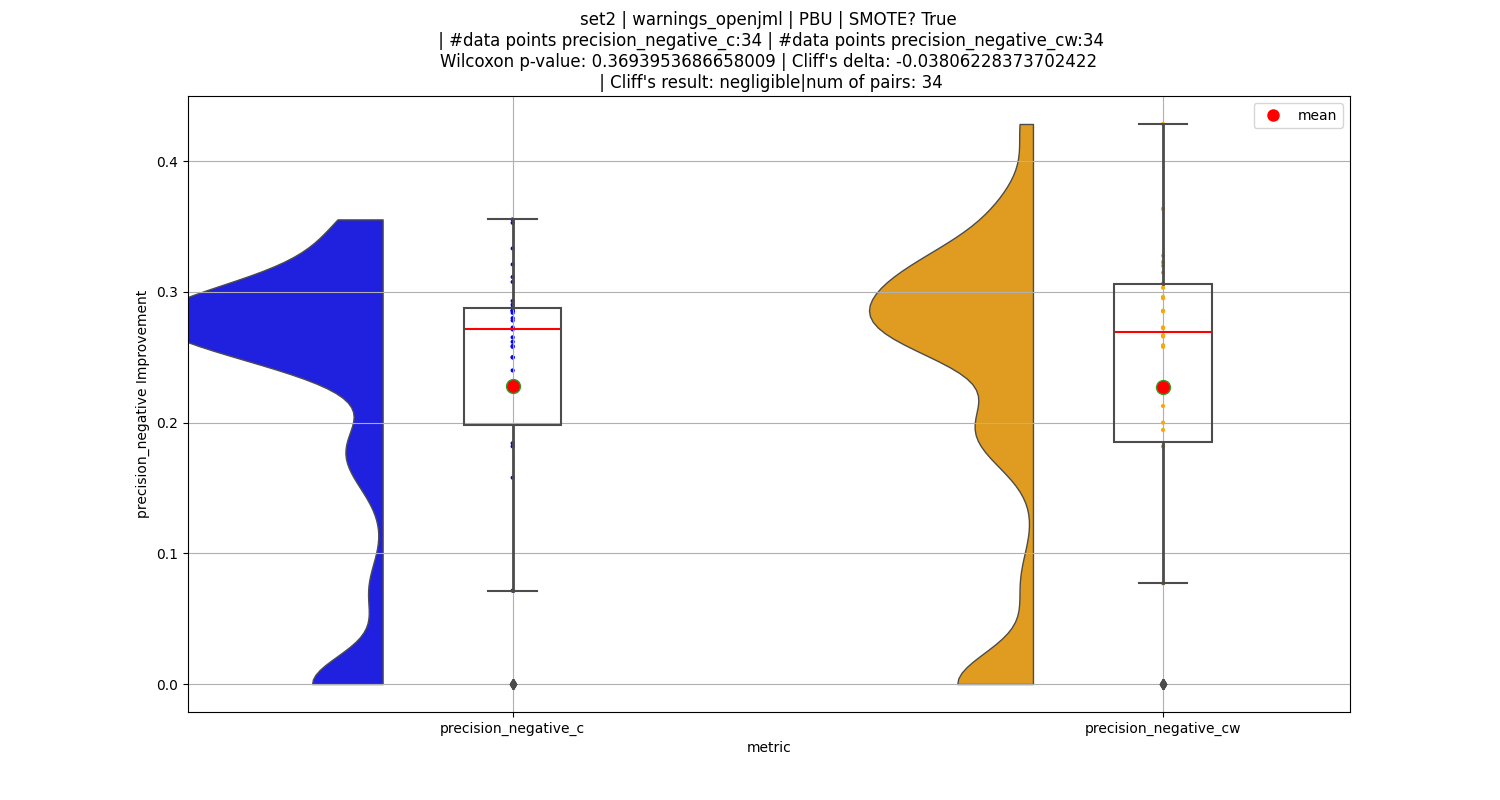 set2 | warnings_openjml | PBU | SMOTE? True
| #data points precision_negative_c:34 | #data points precision_negative_cw:34
Wilcoxon p-value: 0.3693953686658009 | Cliff's delta: -0.03806228373702422
| Cliff's result: negligible|num of pairs: 34
mean
0.4
0.3
0.2
0.1
0.0
precision_negative Improvement
precision_negative_c
precision_negative_cw
metric